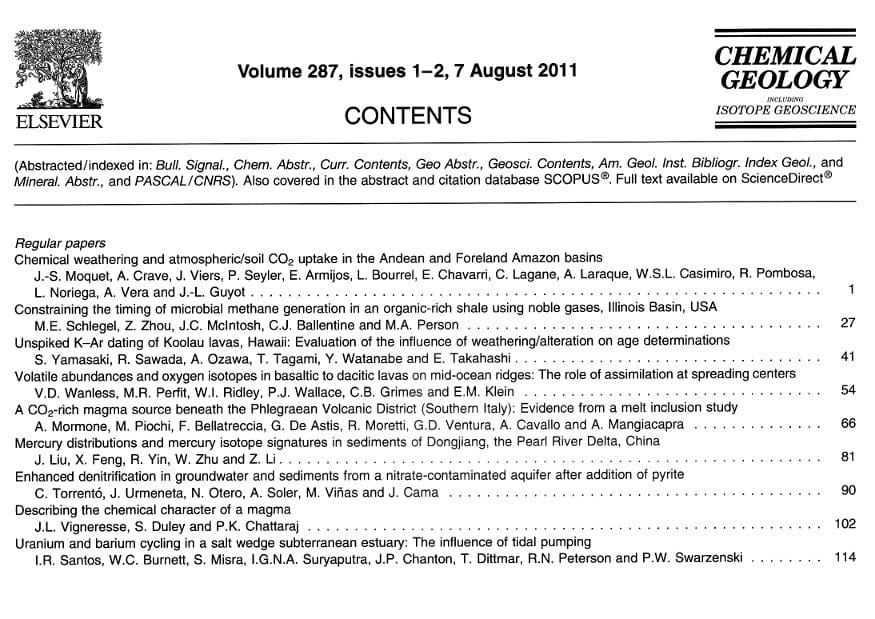 ELSEVIER
Volume 287, issues 1–2, 7 August 2011
CONTENTS
CHEMICAL
GEOLOGY
INCLUDING
ISOTOPE GEOSCIENCE
(Abstracted/indexed in: Bull. Signal., Chem. Abstr., Curr. Contents, Geo Abstr., Geosci. Contents, Am. Geol. Inst. Bibliogr. Index Geol., and
Mineral. Abstr., and PASCAL/CNRS). Also covered in the abstract and citation database SCOPUS®. Full text available on ScienceDirect®
Regular papers
Chemical weathering and atmospheric/soil CO₂ uptake in the Andean and Foreland Amazon basins
J.-S. Moquet, A. Crave, J. Viers, P. Seyler, E. Armijos, L. Bourrel, E. Chavarri, C. Lagane, A. Laraque, W.S.L. Casimiro, R. Pombosa,
L. Noriega, A. Vera and J.-L. Guyot . . . . . . . . . . 1
Constraining the timing of microbial methane generation in an organic-rich shale using noble gases, Illinois Basin, USA
M.E. Schlegel, Z. Zhou, J.C. McIntosh, C.J. Ballentine and M.A. Person . . . . . . . . . . 27
Unspiked K–Ar dating of Koolau lavas, Hawaii: Evaluation of the influence of weathering/alteration on age determinations
S. Yamasaki, R. Sawada, A. Ozawa, T. Tagami, Y. Watanabe and E. Takahashi . . . . . . . . . . 41
Volatile abundances and oxygen isotopes in basaltic to dacitic lavas on mid-ocean ridges: The role of assimilation at spreading centers
V.D. Wanless, M.R. Perfit, W.I. Ridley, P.J. Wallace, C.B. Grimes and E.M. Klein . . . . . . . . . . 54
A CO₂-rich magma source beneath the Phlegraean Volcanic District (Southern Italy): Evidence from a melt inclusion study
A. Mormone, M. Piochi, F. Bellatreccia, G. De Astis, R. Moretti, G.D. Ventura, A. Cavallo and A. Mangiacapra . . . . . . . . . . 66
Mercury distributions and mercury isotope signatures in sediments of Dongjiang, the Pearl River Delta, China
J. Liu, X. Feng, R. Yin, W. Zhu and Z. Li . . . . . . . . . . 81
Enhanced denitrification in groundwater and sediments from a nitrate-contaminated aquifer after addition of pyrite
C. Torrentó, J. Urmeneta, N. Otero, A. Soler, M. Viñas and J. Cama . . . . . . . . . . 90
Describing the chemical character of a magma
J.L. Vigneresse, S. Duley and P.K. Chattaraj . . . . . . . . . . 102
Uranium and barium cycling in a salt wedge subterranean estuary: The influence of tidal pumping
I.R. Santos, W.C. Burnett, S. Misra, I.G.N.A. Suryaputra, J.P. Chanton, T. Dittmar, R.N. Peterson and P.W. Swarzenski . . . . . . . . 114